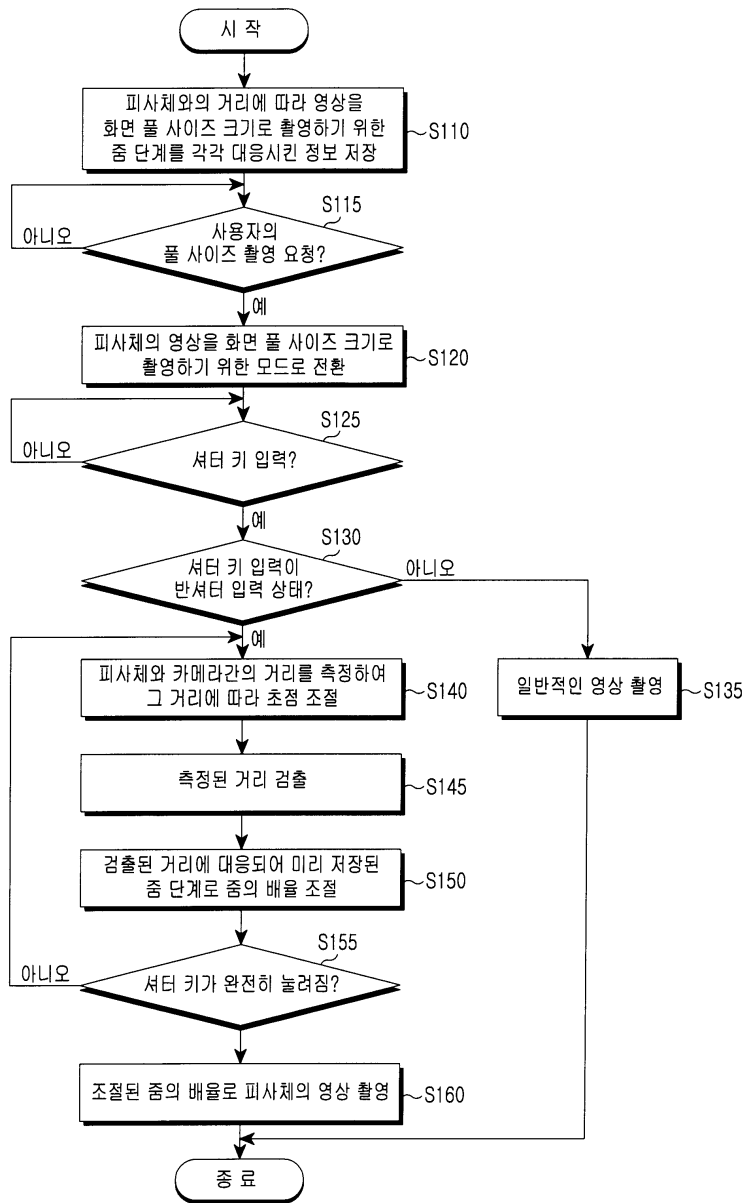 시 작
피사체와의 거리에 따라 영상을
화면 풀 사이즈 크기로 촬영하기 위한
줌 단계를 각각 대응시킨 정보 저장
S110
S115
사용자의
풀 사이즈 촬영 요청?
아니오
예
피사체의 영상을 화면 풀 사이즈 크기로
촬영하기 위한 모드로 전환
S120
S125
셔터 키 입력?
아니오
예
S130
셔터 키 입력이
반셔터 입력 상태?
아니오
예
피사체와 카메라간의 거리를 측정하여
그 거리에 따라 초점 조절
S140
일반적인 영상 촬영
S135
측정된 거리 검출
S145
검출된 거리에 대응되어 미리 저장된
줌 단계로 줌의 배율 조절
S150
S155
셔터 키가 완전히 눌려짐?
아니오
예
조절된 줌의 배율로 피사체의 영상 촬영
S160
종 료